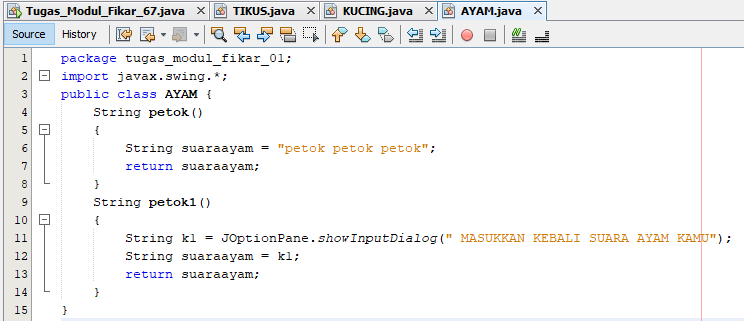 Tugas_Modul_Fikar_67.java TIKUS.java KUCING.java AYAM.java
Source History
1 package tugas_modul_fikar_01;
2 import javax.swing.*;
3 public class AYAM {
4 String petok()
5 {
6 String suaraayam = "petok petok petok";
7 return suaraayam;
8 }
9 String petok1()
10 {
11 String k1 = JOptionPane.showInputDialog(" MASUKKAN KEBALI SUARA AYAM KAMU");
12 String suaraayam = k1;
13 return suaraayam;
14 }
15 }